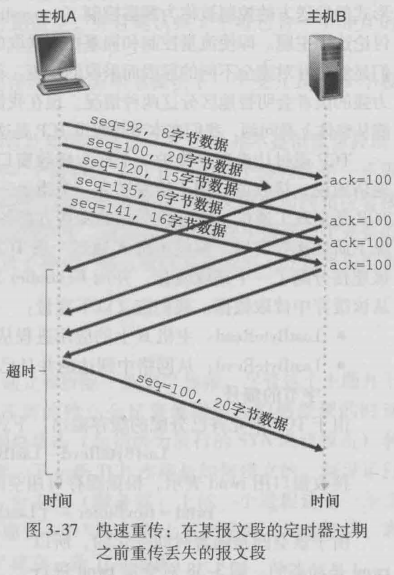 主机A
主机B
seq=92, 8字节数据
seq=100, 20字节数据
seq=120, 15字节数据
seq=135, 6字节数据
seq=141, 16字节数据
ack=100
ack=100
ack=100
ack=100
超时
seq=100, 20字节数据
时间
时间
图 3-37 快速重传：在某报文段的定时器过期
之前重传丢失的报文段